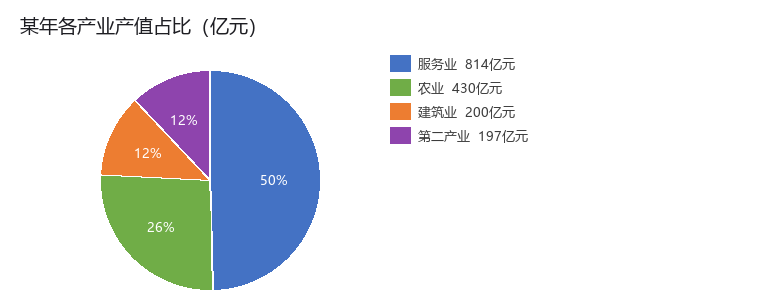 某年各产业产值占比（亿元）
服务业 814亿元
农业 430亿元
建筑业 200亿元
第二产业 197亿元
12%
12%
50%
26%